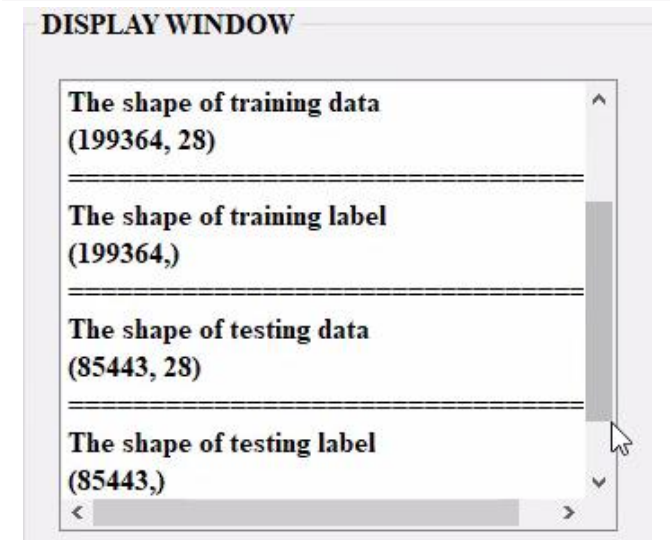 DISPLAY WINDOW
The shape of training data
(199364, 28)
================================
The shape of training label
(199364,)
================================
The shape of testing data
(85443, 28)
================================
The shape of testing label
(85443,)